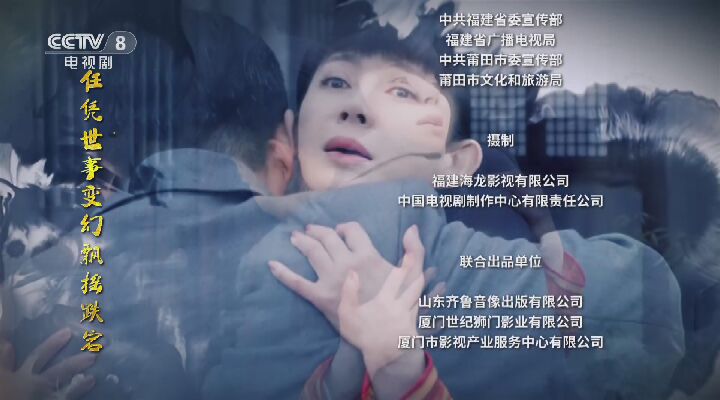 CCTV 8
电视剧
任凭世事变幻飘摇跌宕
中共福建省委宣传部
福建省广播电视局
中共莆田市委宣传部
莆田市文化和旅游局
摄制
福建海龙影视有限公司
中国电视剧制作中心有限责任公司
联合出品单位
山东齐鲁音像出版有限公司
厦门世纪狮门影业有限公司
厦门市影视产业服务中心有限公司